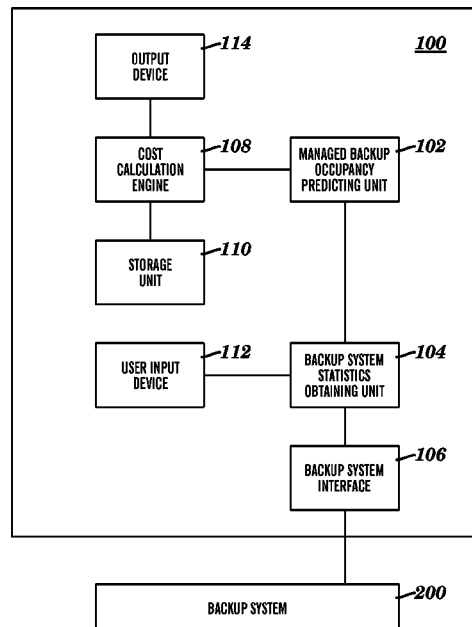 114
100
OUTPUT
DEVICE
108
102
COST
CALCULATION
ENGINE
MANAGED BACKUP
OCCUPANCY
PREDICTING UNIT
110
STORAGE
UNIT
112
104
USER INPUT
DEVICE
BACKUP SYSTEM
STATISTICS
OBTAINING UNIT
106
BACKUP SYSTEM
INTERFACE
200
BACKUP SYSTEM